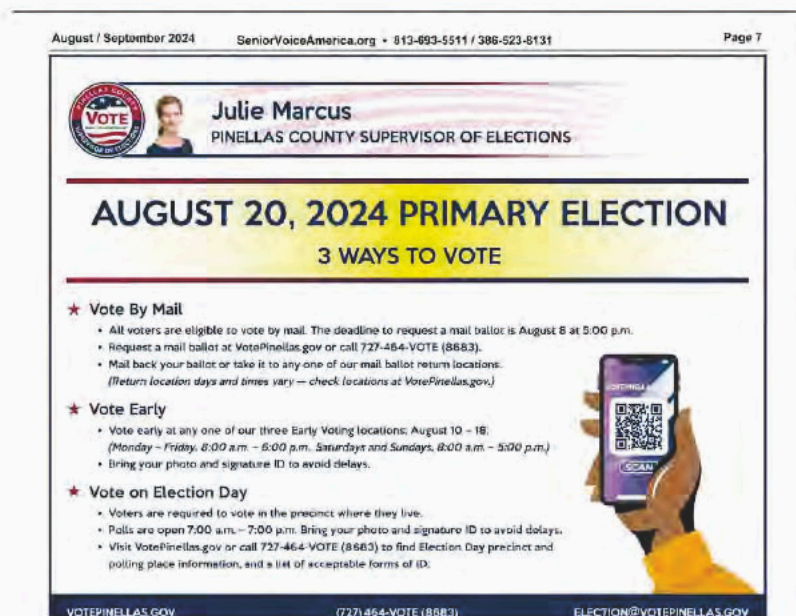 August / September 2024 SeniorVoiceAmerica.org • 813-693-5511 / 386-523-8131 Page 7
PINELLAS COUNTY
VOTE
SUPERVISOR OF ELECTIONS
Julie Marcus
PINELLAS COUNTY SUPERVISOR OF ELECTIONS
AUGUST 20, 2024 PRIMARY ELECTION
3 WAYS TO VOTE
★ Vote By Mail
• All voters are eligible to vote by mail. The deadline to request a mail ballot is August 8 at 5:00 p.m.
• Request a mail ballot at VotePinellas.gov or call 727-464-VOTE (8683).
• Mail back your ballot or take it to any one of our mail ballot return locations.
(Return location days and times vary — check locations at VotePinellas.gov.)
★ Vote Early
• Vote early at any one of our three Early Voting locations: August 10 – 18.
(Monday – Friday, 8:00 a.m. – 6:00 p.m. Saturdays and Sundays, 8:00 a.m. – 5:00 p.m.)
• Bring your photo and signature ID to avoid delays.
★ Vote on Election Day
• Voters are required to vote in the precinct where they live.
• Polls are open 7:00 a.m. – 7:00 p.m. Bring your photo and signature ID to avoid delays.
• Visit VotePinellas.gov or call 727-464-VOTE (8683) to find Election Day precinct and
polling place information, and a list of acceptable forms of ID.
SCAN
VOTEPINELLAS.GOV (727) 464-VOTE (8683) ELECTION@VOTEPINELLAS.GOV